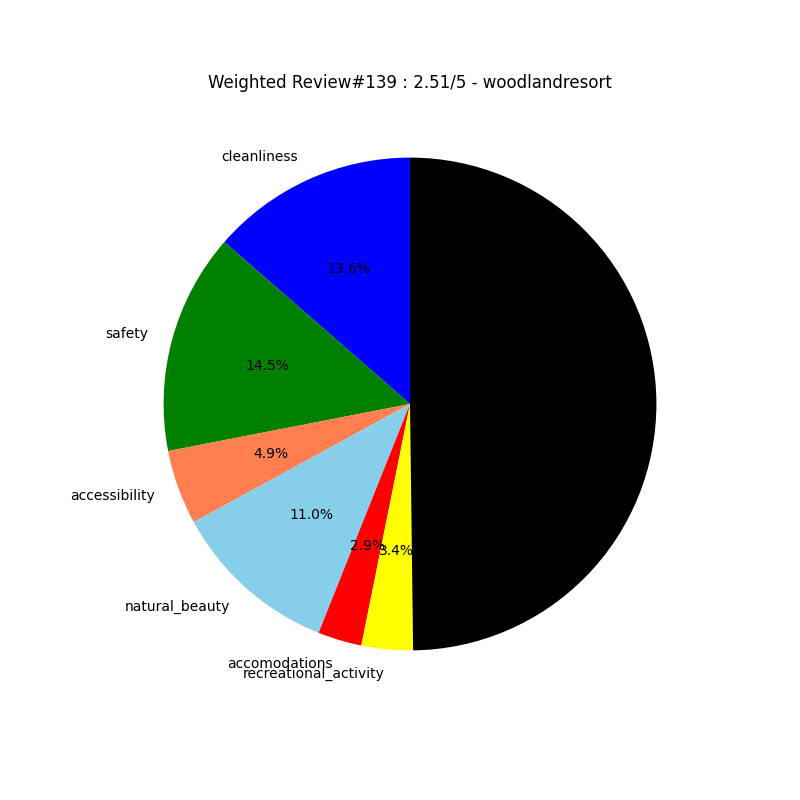 Weighted Review#139 : 2.51/5 - woodlandresort
cleanliness
13.6%
safety
14.5%
4.9%
accessibility
11.0%
2.9%
3.4%
natural_beauty
accomodations
recreational_activity